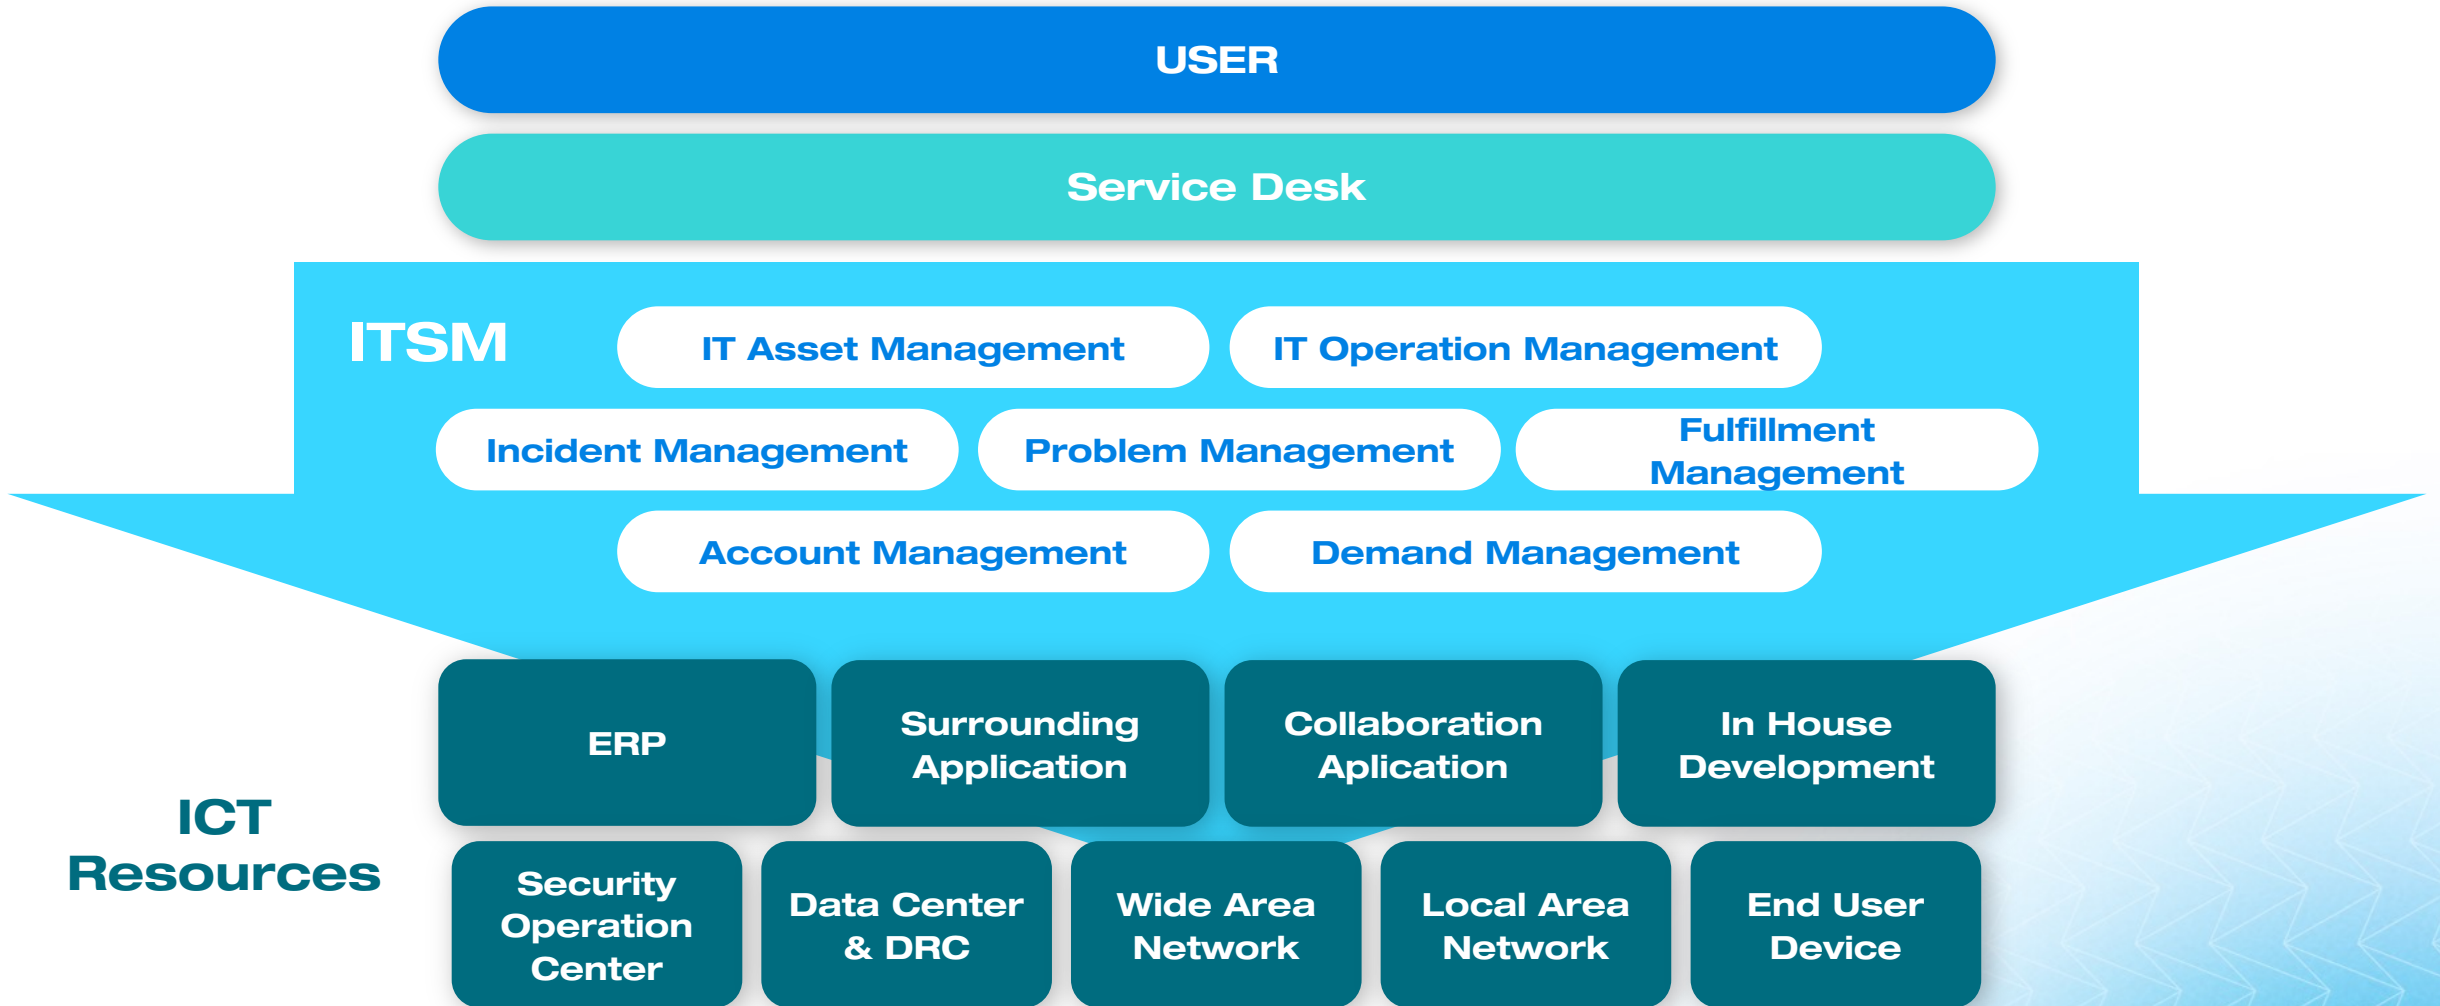 USER
Service Desk
ITSM
IT Asset Management
IT Operation Management
Incident Management
Problem Management
Fulfillment
Management
Account Management
Demand Management
ICT
Resources
ERP
Surrounding
Application
Collaboration
Aplication
In House
Development
Security
Operation
Center
Data Center
& DRC
Wide Area
Network
Local Area
Network
End User
Device